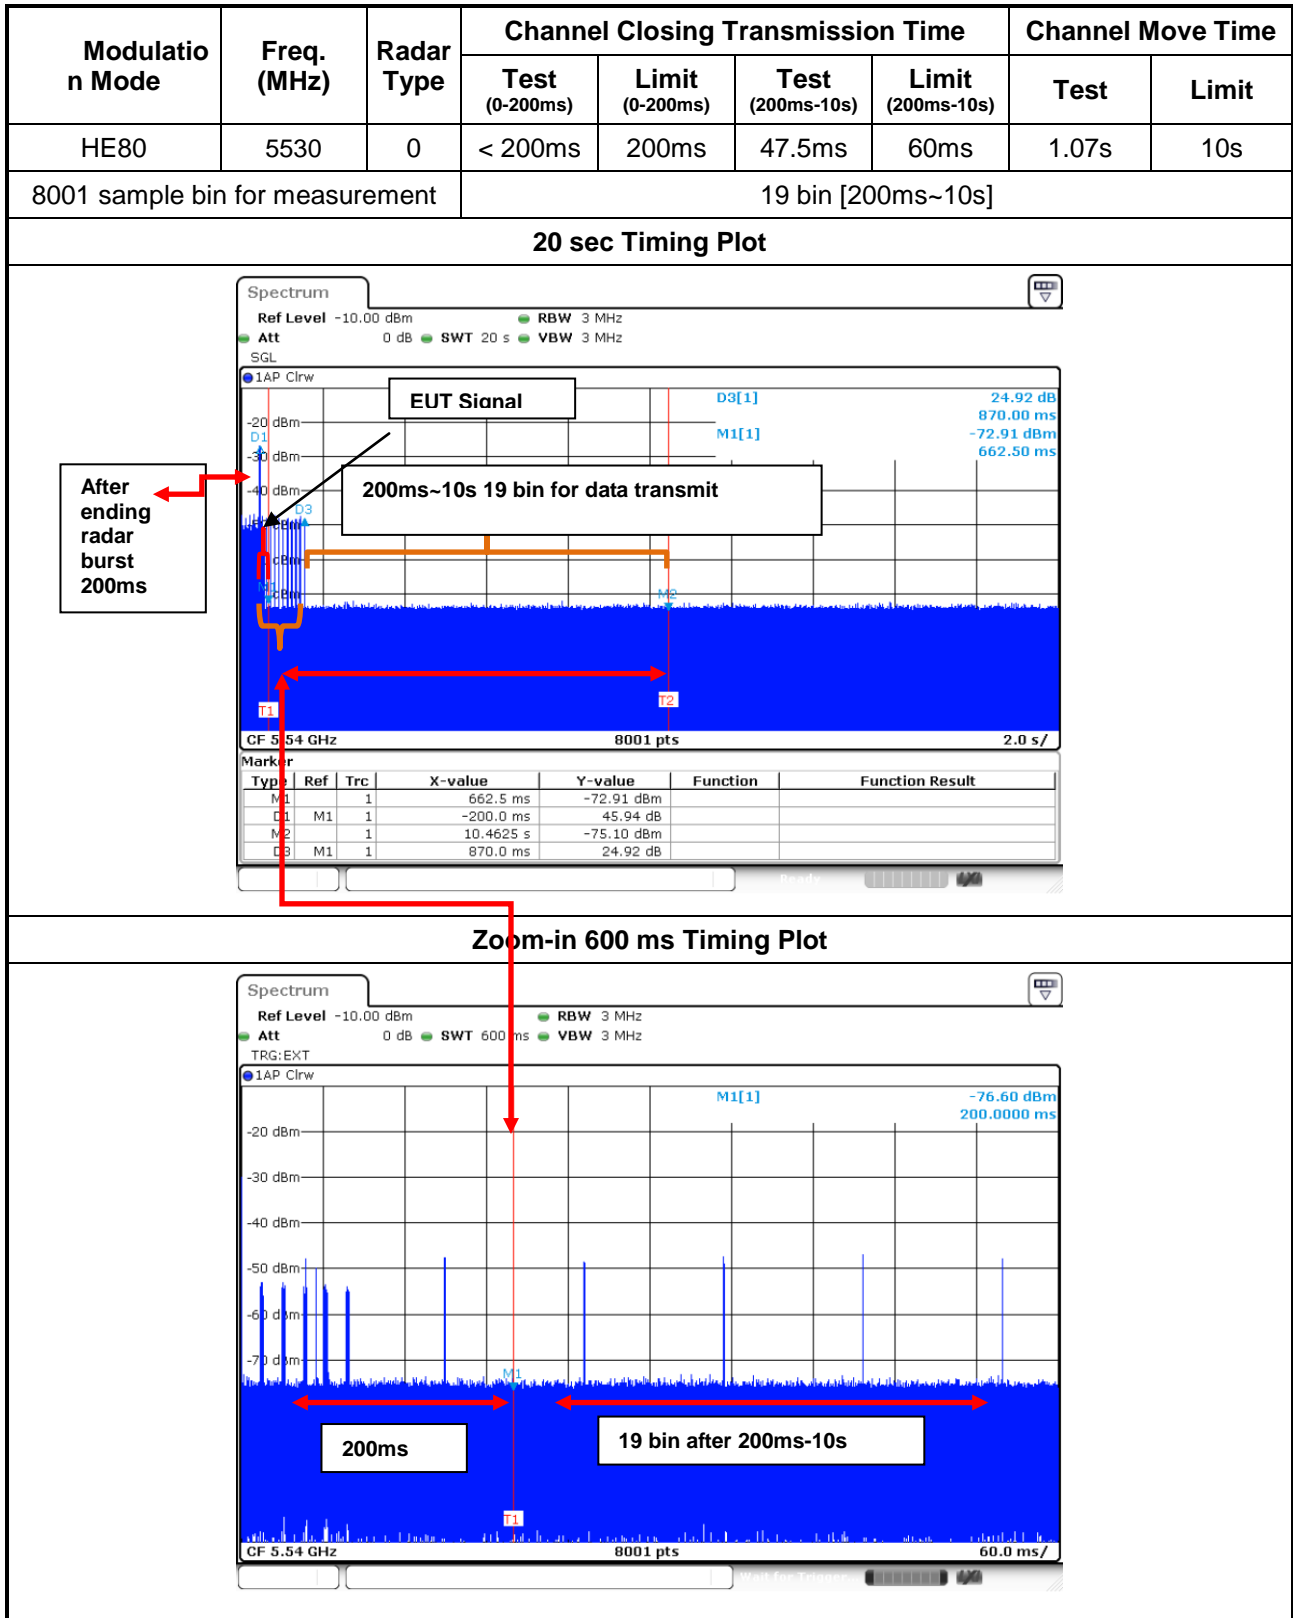 Modulatio
n Mode
Freq.
(MHz)
Radar
Type
Channel Closing Transmission Time
Channel Move Time
Test
(0-200ms)
Limit
(0-200ms)
Test
(200ms-10s)
Limit
(200ms-10s)
Test
Limit
HE80 5530 0 < 200ms 200ms 47.5ms 60ms 1.07s 10s
8001 sample bin for measurement 19 bin [200ms~10s]
20 sec Timing Plot
Spectrum
Ref Level -10.00 dBm RBW 3 MHz
Att 0 dB SWT 20 s VBW 3 MHz
SGL
1AP Clrw
EUT Signal
D3[1] 24.92 dB
870.00 ms
M1[1] -72.91 dBm
662.50 ms
-20 dBm
D1
-30 dBm
200ms~10s 19 bin for data transmit
-40 dBm
D3
After
ending
radar
burst
200ms
M1
M2
T1
T2
CF 5.54 GHz 8001 pts 2.0 s/
Marker
Type Ref Trc X-value Y-value Function Function Result
M1 1 662.5 ms -72.91 dBm
D1 M1 1 -200.0 ms 45.94 dB
M2 1 10.4625 s -75.10 dBm
D3 M1 1 870.0 ms 24.92 dB
Ready
Zoom-in 600 ms Timing Plot
Spectrum
Ref Level -10.00 dBm RBW 3 MHz
Att 0 dB SWT 600 ms VBW 3 MHz
TRG:EXT
1AP Clrw
M1[1] -76.60 dBm
200.0000 ms
-20 dBm
-30 dBm
-40 dBm
-50 dBm
-60 dBm
-70 dBm
M1
200ms
19 bin after 200ms-10s
T1
CF 5.54 GHz 8001 pts 60.0 ms/
Wait for Trigger...